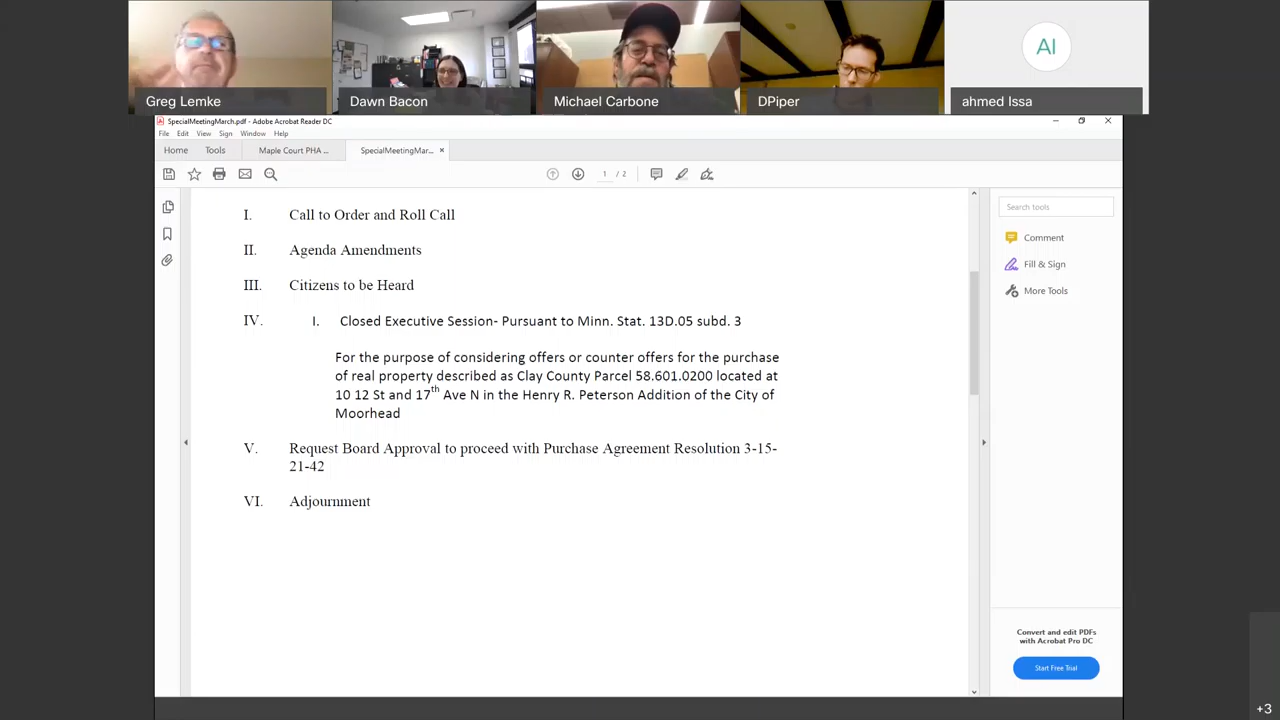 Greg Lemke
Dawn Bacon
Michael Carbone
DPiper
AI
ahmed Issa
SpecialMeetingMarch.pdf - Adobe Acrobat Reader DC
File Edit View Sign Window Help
Home Tools Maple Court PHA ... SpecialMeetingMar... ×
1 / 2
Search tools
Comment
Fill & Sign
More Tools
I. Call to Order and Roll Call
II. Agenda Amendments
III. Citizens to be Heard
IV. I. Closed Executive Session- Pursuant to Minn. Stat. 13D.05 subd. 3
For the purpose of considering offers or counter offers for the purchase
of real property described as Clay County Parcel 58.601.0200 located at
10 12 St and 17th Ave N in the Henry R. Peterson Addition of the City of
Moorhead
V. Request Board Approval to proceed with Purchase Agreement Resolution 3-15-
21-42
VI. Adjournment
Convert and edit PDFs
with Acrobat Pro DC
Start Free Trial
+3